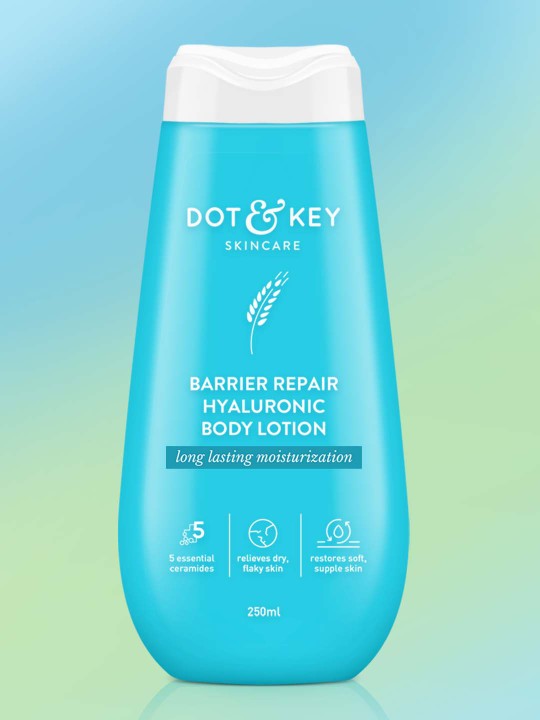 DOT & KEY
SKINCARE
BARRIER REPAIR
HYALURONIC
BODY LOTION
long lasting moisturization
5
5 essential
ceramides
relieves dry,
flaky skin
restores soft,
supple skin
250ml